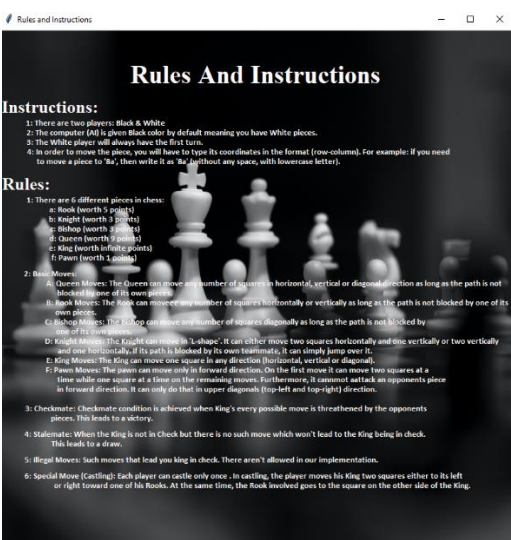 Rules and Instructions
Rules And Instructions
Instructions:
1: There are two players: Black & White
2: The computer (AI) is given Black color by default meaning you have White pieces.
3: The White player will always have the first turn.
4: In order to move the piece, you will have to type its coordinates in the format (row-column). For example: if you need
to move a piece to 'Ba', then write it as 'Ba' (without any space, with lowercase letter).
Rules:
1: There are 6 different pieces in chess:
a: Rook (worth 5 points)
b: Knight (worth 3 points)
c: Bishop (worth 3 points)
d: Queen (worth 9 points)
e: King (worth infinite points)
f: Pawn (worth 1 points)
2: Basic Moves:
A: Queen Moves: The Queen can move any number of squares in horizontal, vertical or diagonal direction as long as the path is not
blocked by one of its own pieces.
B: Rook Moves: The Rook can movece any number of squares horizontally or vertically as long as the path is not blocked by one of its
own pieces.
C: Bishop Moves: The Bishop can move any number of squares diagonally as long as the path is not blocked by
one of its own pieces.
D: Knight Moves: The Knight can move in 'L-shape'. It can either move two squares horizontally and one vertically or two vertically
and one horizontally. If its path is blocked by its own teammate, it can simply jump over it.
E: King Moves: The King can move one square in any direction (horizontal, vertical or diagonal).
F: Pawn Moves: The pawn can move only in forward direction. On the first move it can move two squares at a
time while one square at a time on the remaining moves. Furthermore, it cannmot aattack an opponents piece
in forward direction. It can only do that in upper diagonals (top-left and top-right) direction.
3: Checkmate: Checkmate condition is achieved when King's every possible move is threathened by the opponents
pieces. This leads to a victory.
4: Stalemate: When the King is not in Check but there is no such move which won't lead to the King being in check.
This leads to a draw.
5: Illegal Moves: Such moves that lead you king in check. There aren't allowed in our implementation.
6: Special Move (Castling): Each player can castle only once . In castling, the player moves his King two squares either to its left
or right toward one of his Rooks. At the same time, the Rook involved goes to the square on the other side of the King.